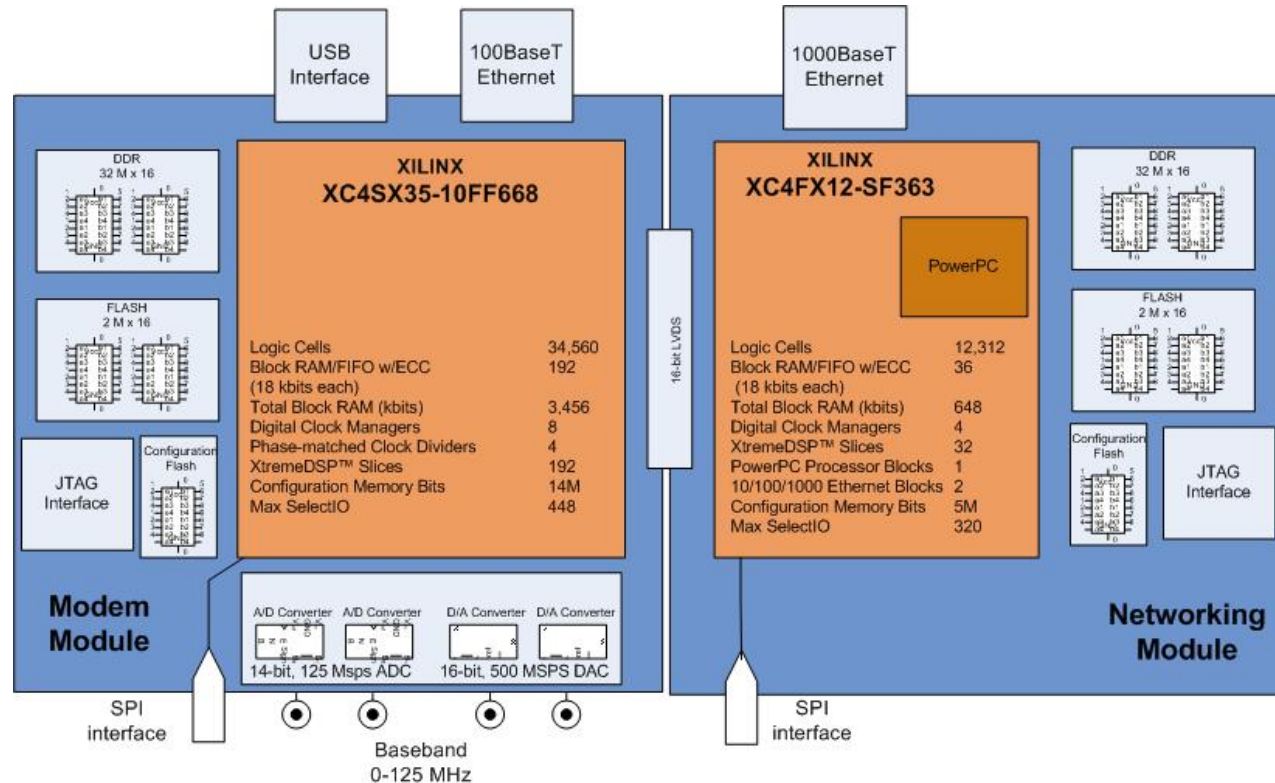 USB
Interface
100BaseT
Ethernet
1000BaseT
Ethernet
DDR
32 M x 16
FLASH
2 M x 16
JTAG
Interface
Configuration
Flash
XILINX
XC4SX35-10FF668
Logic Cells 34,560
Block RAM/FIFO w/ECC 192
(18 kbits each)
Total Block RAM (kbits) 3,456
Digital Clock Managers 8
Phase-matched Clock Dividers 4
XtremeDSP™ Slices 192
Configuration Memory Bits 14M
Max SelectIO 448
Modem
Module
A/D Converter A/D Converter D/A Converter D/A Converter
14-bit, 125 Msps ADC 16-bit, 500 MSPS DAC
SPI
interface
Baseband
0-125 MHz
16-bit LVDS
XILINX
XC4FX12-SF363
PowerPC
Logic Cells 12,312
Block RAM/FIFO w/ECC 36
(18 kbits each)
Total Block RAM (kbits) 648
Digital Clock Managers 4
XtremeDSP™ Slices 32
PowerPC Processor Blocks 1
10/100/1000 Ethernet Blocks 2
Configuration Memory Bits 5M
Max SelectIO 320
DDR
32 M x 16
FLASH
2 M x 16
Configuration
Flash
JTAG
Interface
Networking
Module
SPI
interface